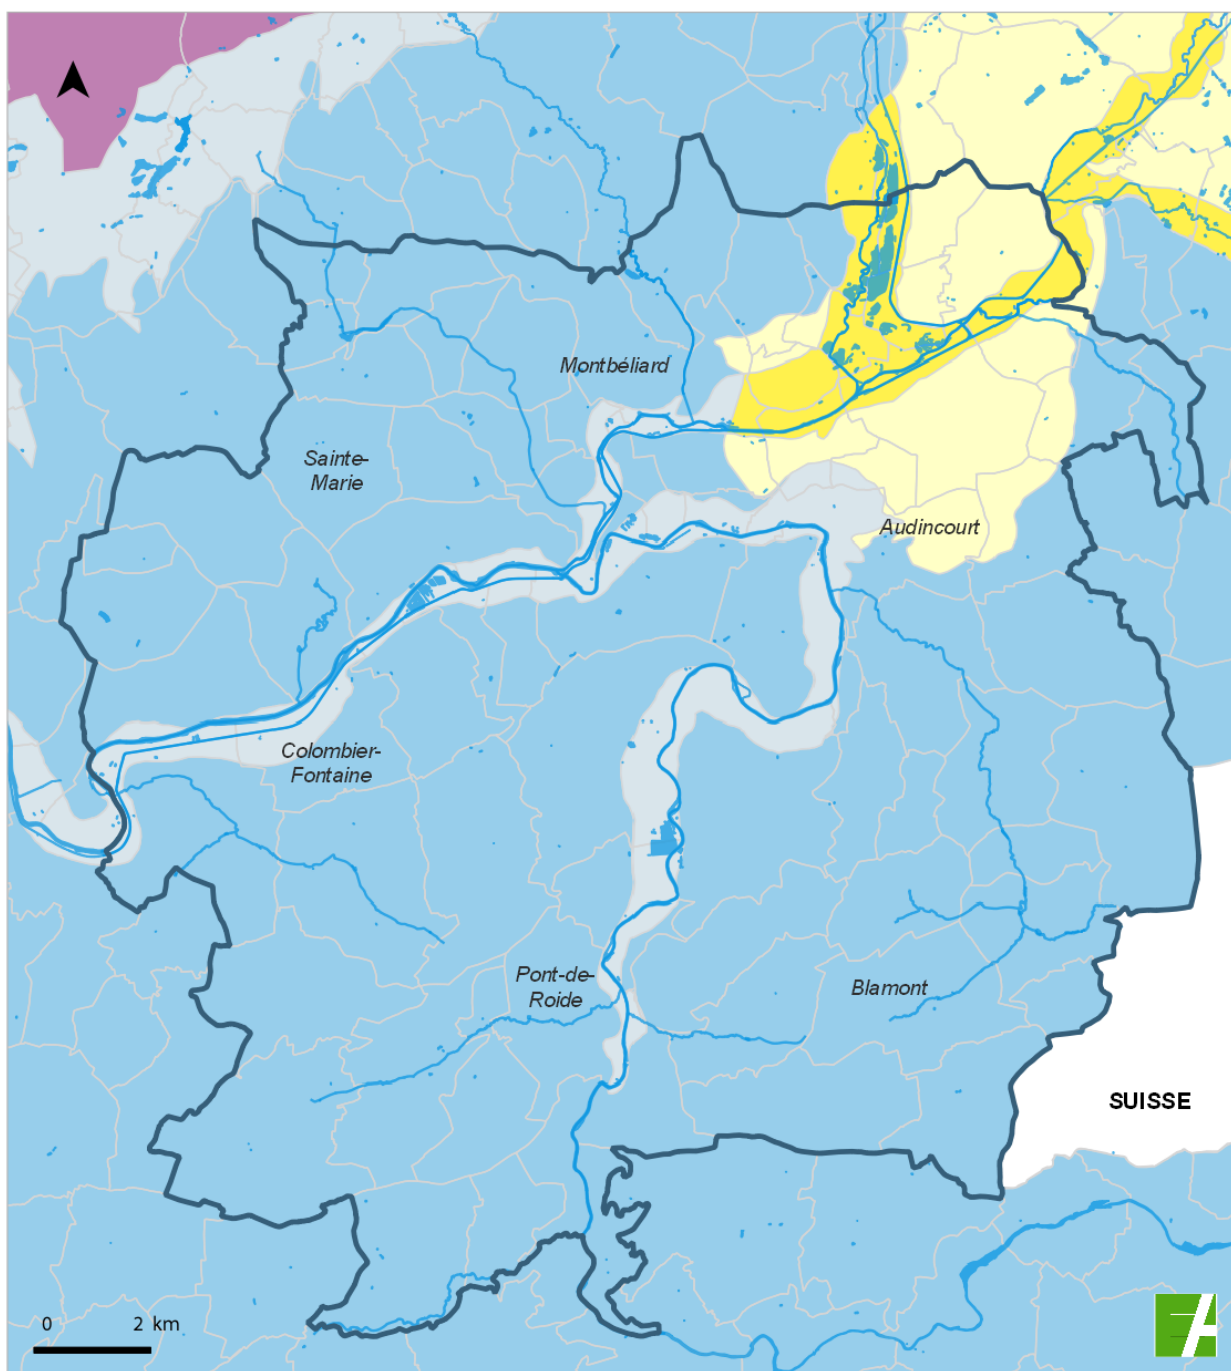 Montbéliard
Sainte-
Marie
Audincourt
Colombier-
Fontaine
Pont-de-
Roide
Blamont
SUISSE
0 2 km